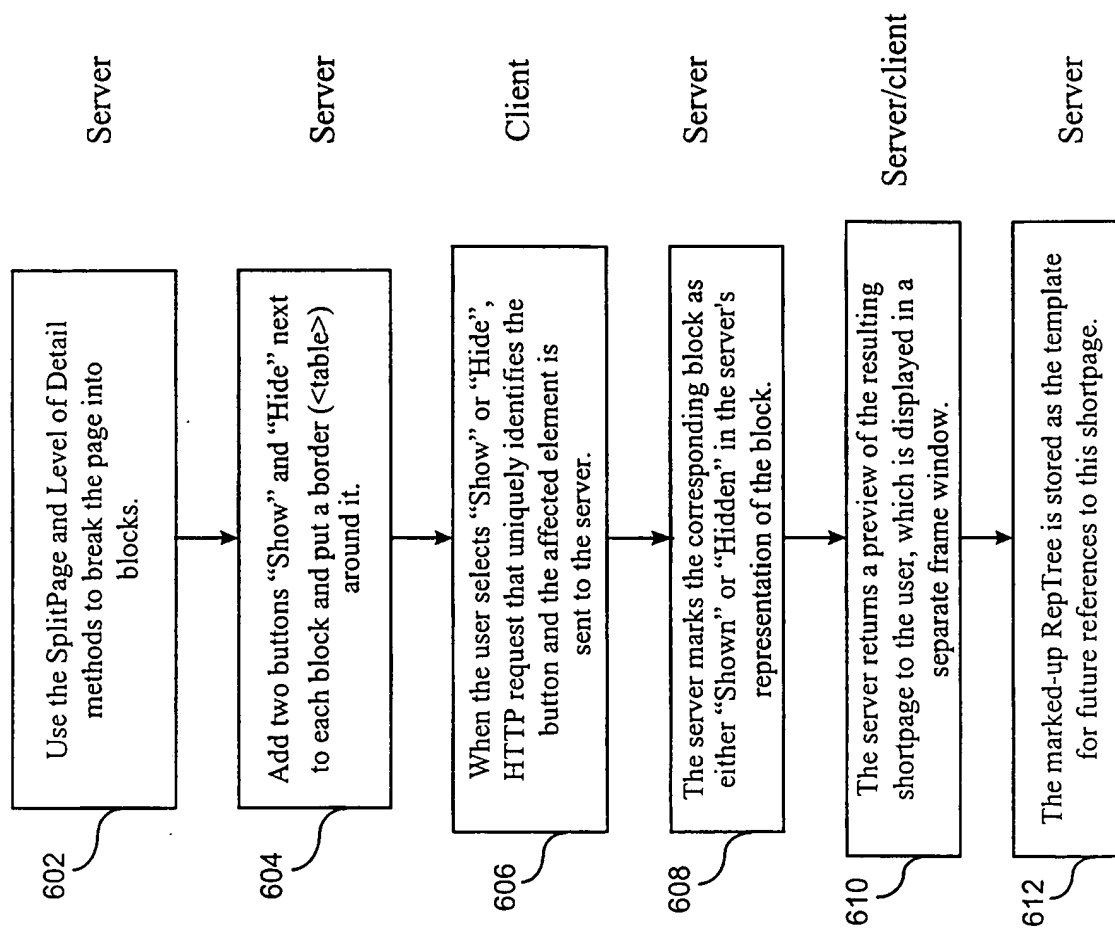 602
Use the SplitPage and Level of Detail
methods to break the page into
blocks.
Server
604
Add two buttons “Show” and “Hide” next
to each block and put a border (<table>)
around it.
Server
606
When the user selects “Show” or “Hide”,
HTTP request that uniquely identifies the
button and the affected element is
sent to the server.
Client
608
The server marks the corresponding block as
either “Shown” or “Hidden” in the server’s
representation of the block.
Server
610
The server returns a preview of the resulting
shortpage to the user, which is displayed in a
separate frame window.
Server/client
612
The marked-up RepTree is stored as the template
for future references to this shortpage.
Server